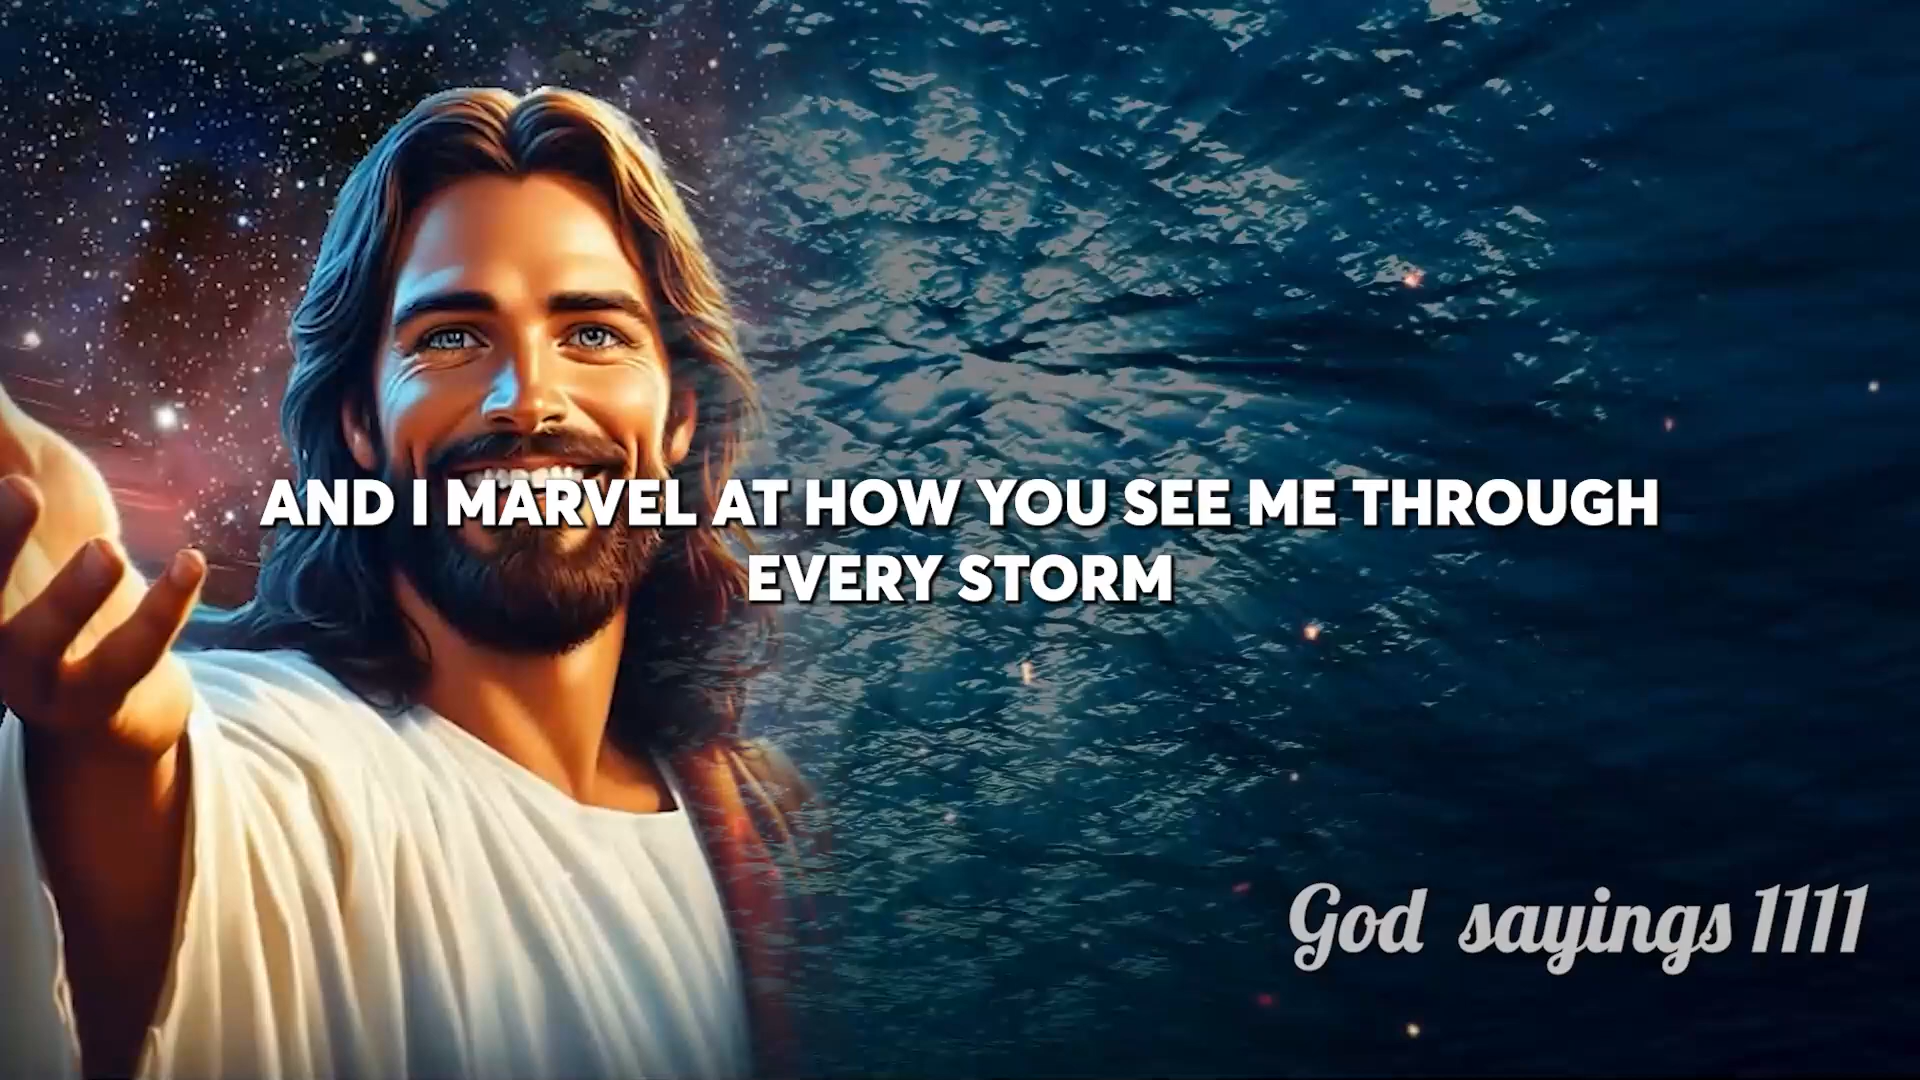 AND I MARVEL AT HOW YOU SEE ME THROUGH
EVERY STORM
God sayings 1111